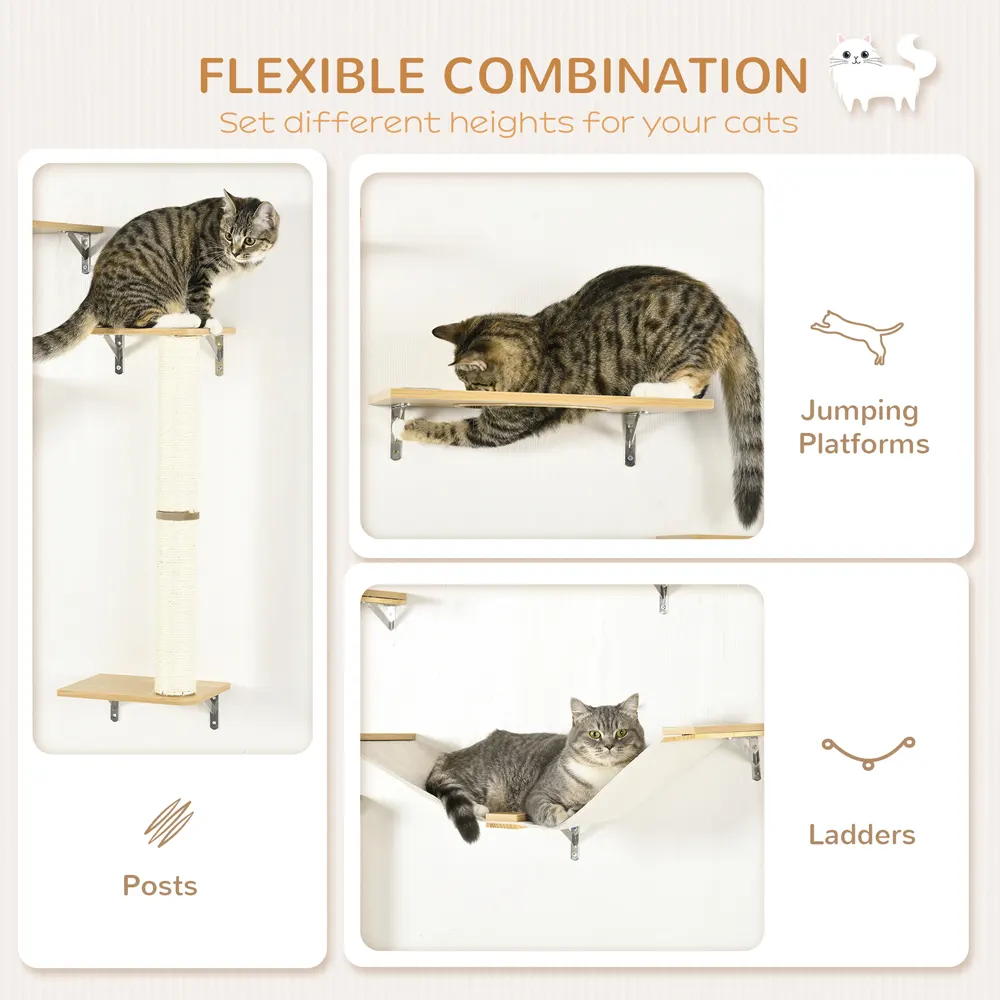 FLEXIBLE COMBINATION
Set different heights for your cats
Posts
Jumping
Platforms
Ladders